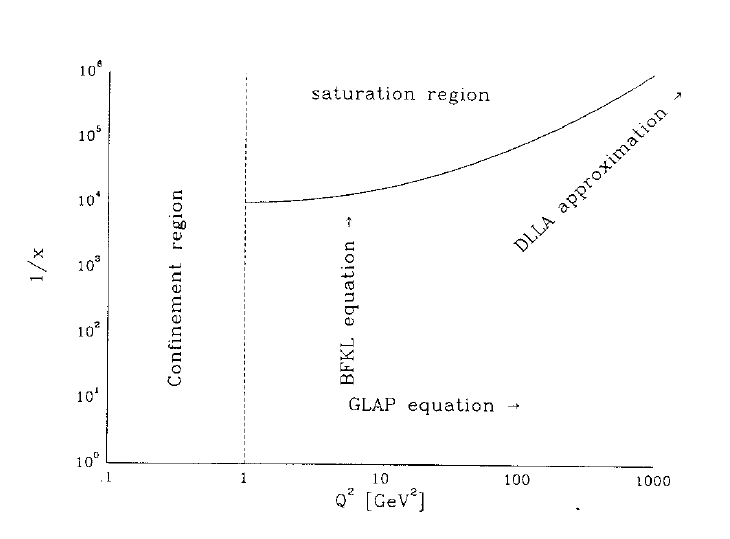 10⁶
saturation region
10⁵
10⁴
10³
10²
10¹
10⁰
1/x
Confinement region
BFKL equation →
DLLA approximation →
GLAP equation →
.1
1
10
100
1000
Q² [GeV²]